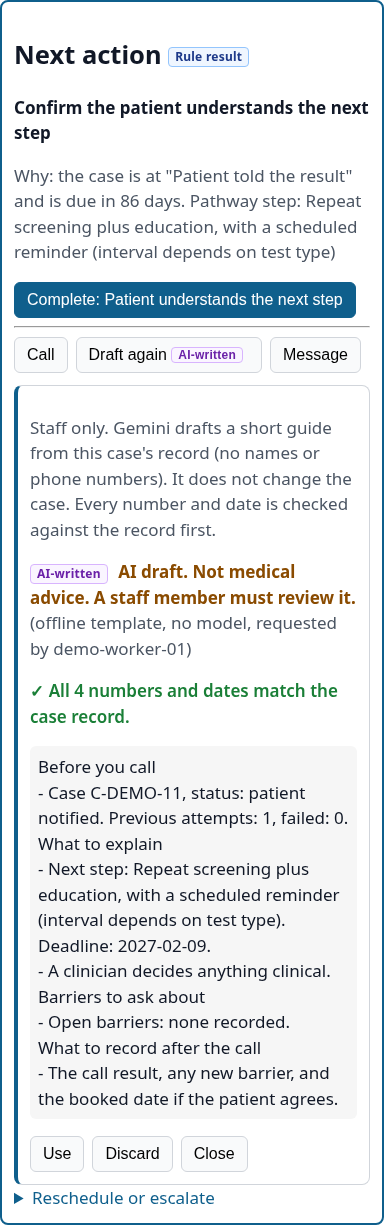 Next action Rule result
Confirm the patient understands the next
step
Why: the case is at "Patient told the result"
and is due in 86 days. Pathway step: Repeat
screening plus education, with a scheduled
reminder (interval depends on test type)
Complete: Patient understands the next step
Call Draft again AI-written Message
Staff only. Gemini drafts a short guide
from this case's record (no names or
phone numbers). It does not change the
case. Every number and date is checked
against the record first.
AI-written AI draft. Not medical
advice. A staff member must review it.
(offline template, no model, requested
by demo-worker-01)
✓ All 4 numbers and dates match the
case record.
Before you call
- Case C-DEMO-11, status: patient
notified. Previous attempts: 1, failed: 0.
What to explain
- Next step: Repeat screening plus
education, with a scheduled reminder
(interval depends on test type).
Deadline: 2027-02-09.
- A clinician decides anything clinical.
Barriers to ask about
- Open barriers: none recorded.
What to record after the call
- The call result, any new barrier, and
the booked date if the patient agrees.
Use Discard Close
▶ Reschedule or escalate